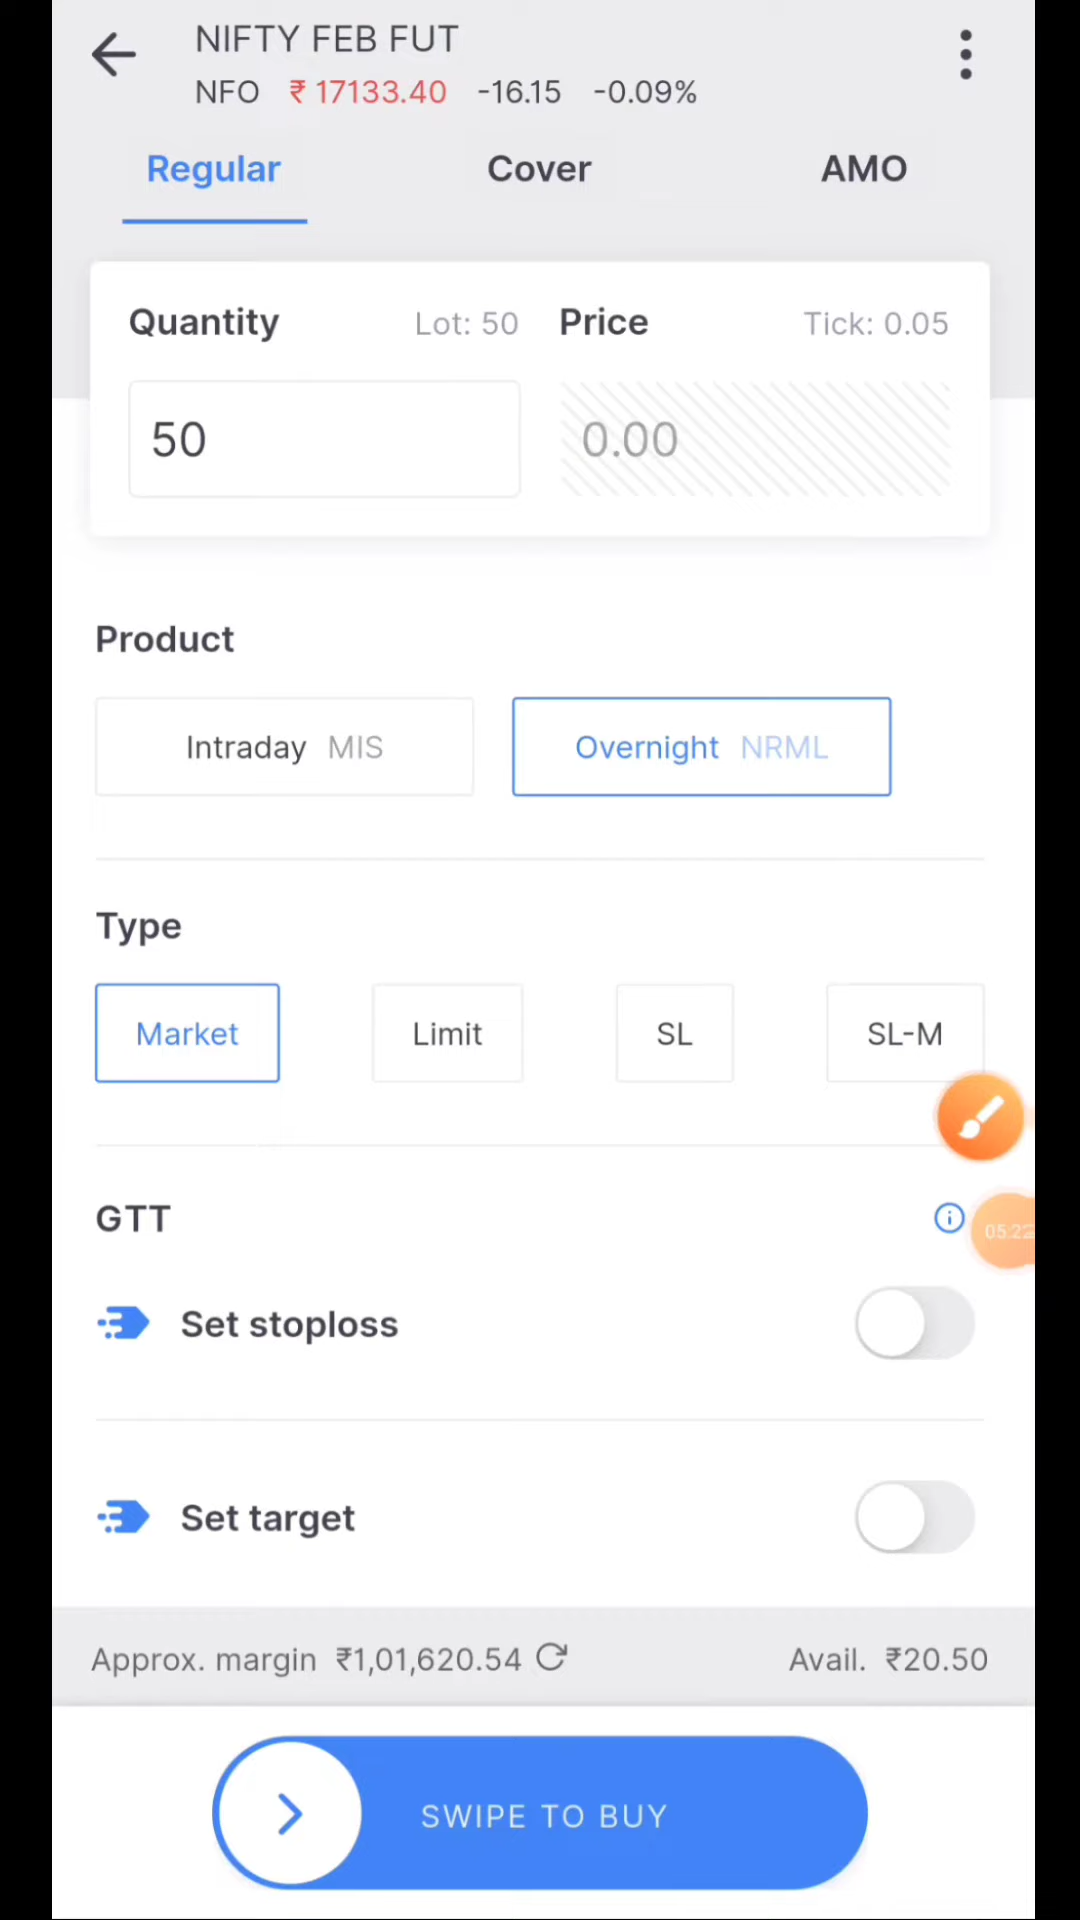 NIFTY FEB FUT
NFO ₹ 17133.40 -16.15 -0.09%
Regular Cover AMO
Quantity Lot: 50 Price Tick: 0.05
50 0.00
Product
Intraday MIS Overnight NRML
Type
Market Limit SL SL-M
GTT
05:22
Set stoploss
Set target
Approx. margin ₹1,01,620.54 Avail. ₹20.50
SWIPE TO BUY